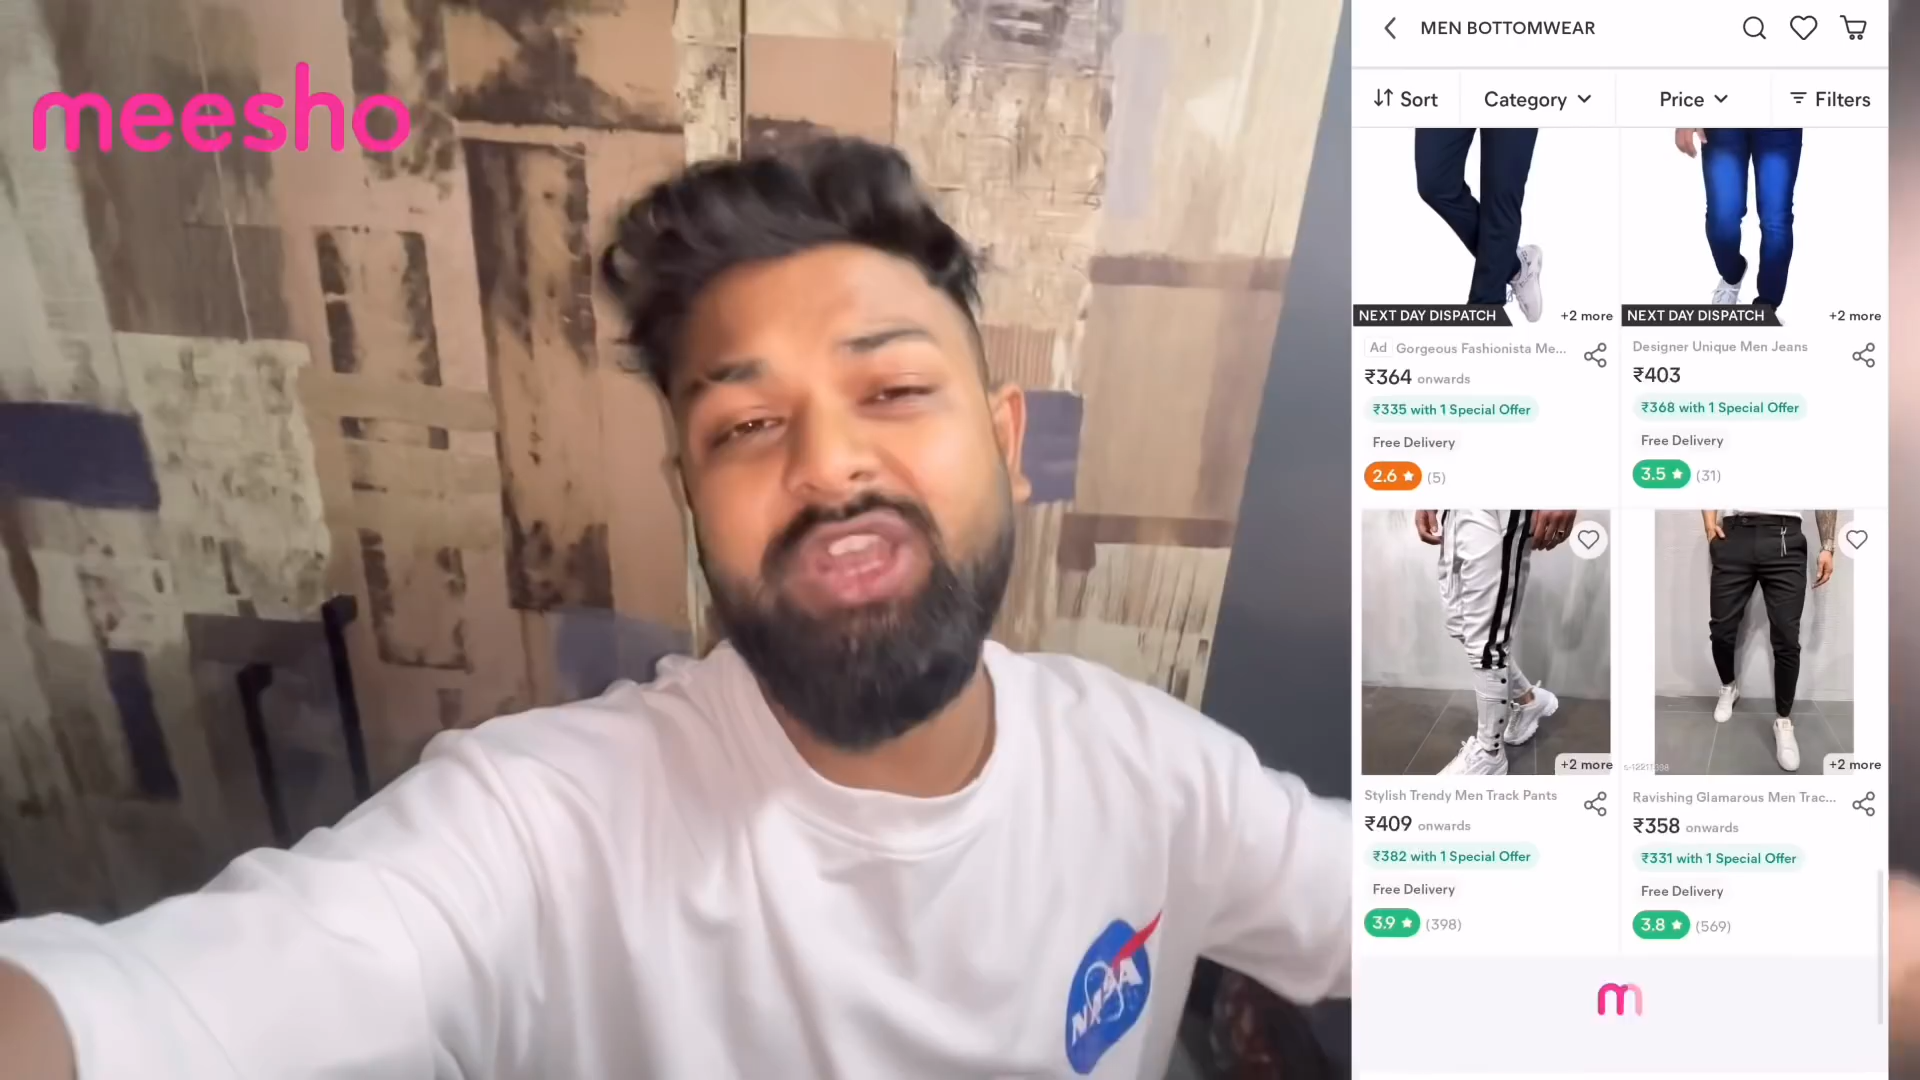 meesho
MEN BOTTOMWEAR
Sort
Category
Price
Filters
NEXT DAY DISPATCH
+2 more
NEXT DAY DISPATCH
+2 more
Ad Gorgeous Fashionista Me...
₹364 onwards
₹335 with 1 Special Offer
Free Delivery
2.6 ★ (5)
Designer Unique Men Jeans
₹403
₹368 with 1 Special Offer
Free Delivery
3.5 ★ (31)
+2 more
+2 more
Stylish Trendy Men Track Pants
₹409 onwards
₹382 with 1 Special Offer
Free Delivery
3.9 ★ (398)
Ravishing Glamarous Men Trac...
₹358 onwards
₹331 with 1 Special Offer
Free Delivery
3.8 ★ (569)
m
NASA